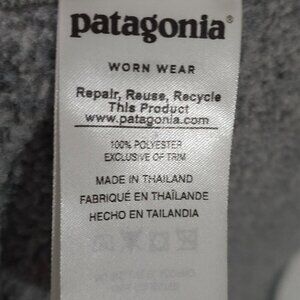 patagonia®
WORN WEAR
Repair, Reuse, Recycle
This Product
www.patagonia.com
100% POLYESTER
EXCLUSIVE OF TRIM
MADE IN THAILAND
FABRIQUÉ EN THAÏLANDE
HECHO EN TAILANDIA